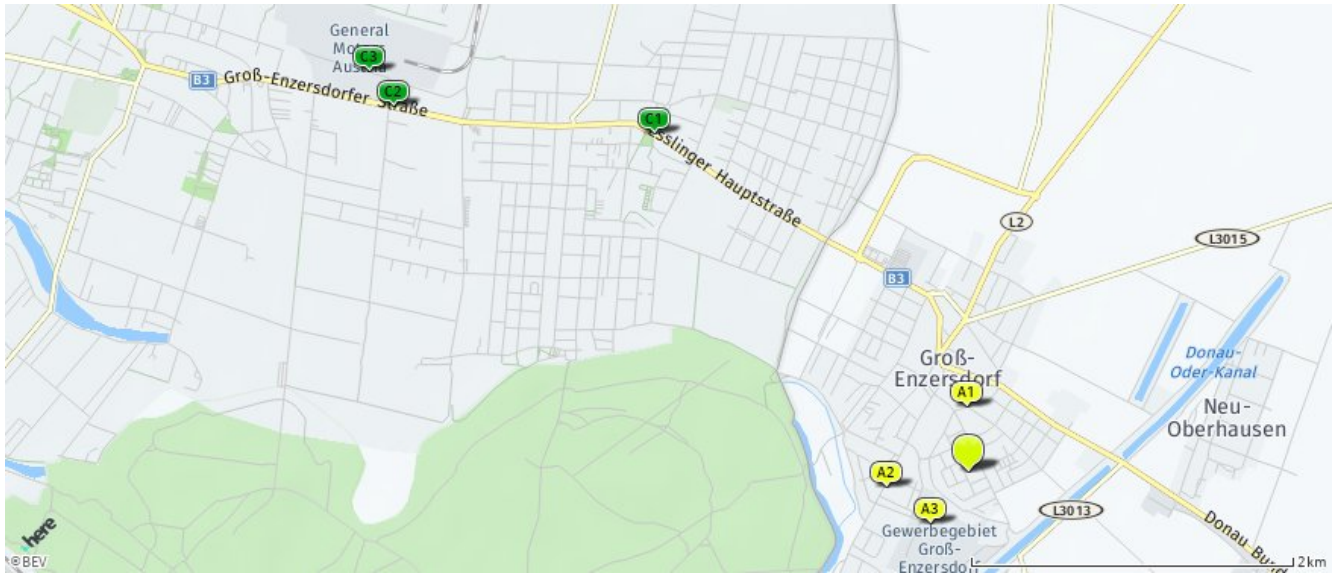 General
Motors
Austria
C3
C2
B3
Groß-Enzersdorfer Straße
C1
Esslinger Hauptstraße
L2
L3015
B3
Groß-
Enzersdorf
Donau-
Oder-Kanal
A1
Neu-
Oberhausen
A2
A3
L3013
Gewerbegebiet
Groß-
Enzersdorf
Donau
here
©BEV
2km